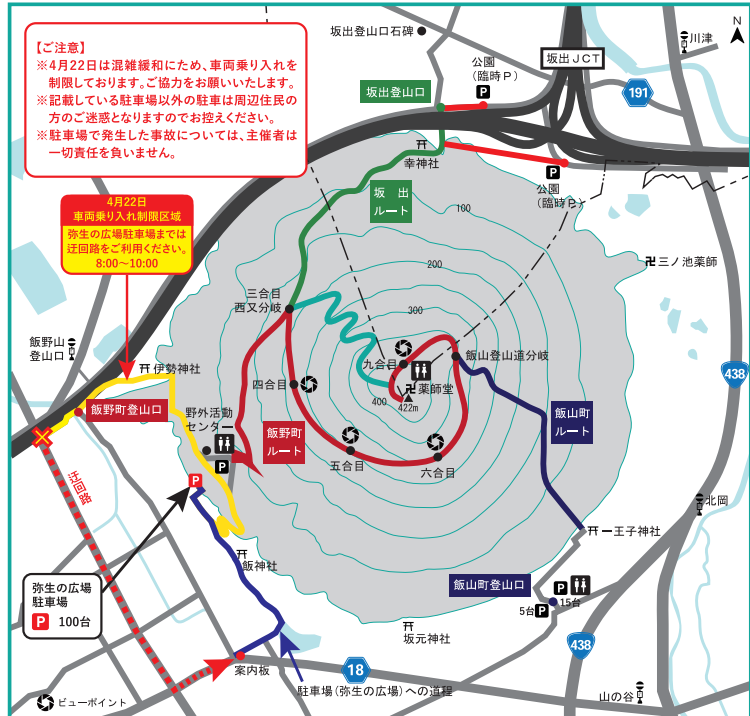 【ご注意】
※4月22日は混雑緩和にため、車両乗り入れを
制限しております。ご協力をお願いいたします。
※記載している駐車場以外の駐車は周辺住民の
方のご迷惑となりますのでお控えください。
※駐車場で発生した事故については、主催者は
一切責任を負いません。
坂出登山口石碑
川津
N
坂出JCT
公園
(臨時P)
P
191
坂出登山口
幸神社
P
公園
(臨時P)
坂出
ルート
100
4月22日
車両乗り入れ制限区域
弥生の広場駐車場までは
迂回路をご利用ください。
8:00〜10:00
200
三ノ池薬師
三合目
西又分岐
300
飯野山
登山口
九合目
飯山登山道分岐
伊勢神社
438
薬師堂
四合目
400
422m
飯野町登山口
野外活動
センター
飯野町
ルート
飯山町
ルート
P
五合目
六合目
迂回路
P
北岡
一王子神社
飯神社
弥生の広場
駐車場
P 100台
飯山町登山口
P
15台
5台P
坂元神社
438
案内板
18
駐車場(弥生の広場)への道程
山の谷
ビューポイント